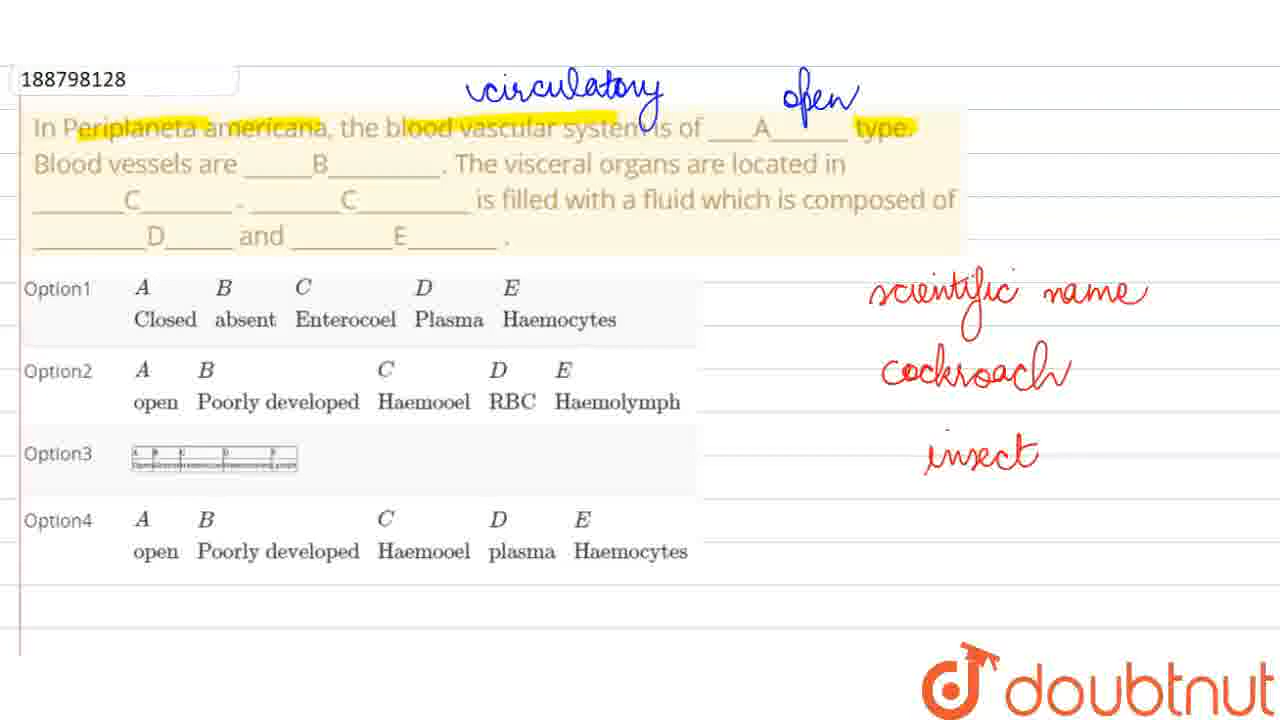 188798128
circulatory open
In Periplaneta americana, the blood vascular system is of ____A_______ type.
Blood vessels are ______B__________. The visceral organs are located in
________C________ . ________C__________ is filled with a fluid which is composed of
__________D______ and _________E________ .
Option1 A B C D E
Closed absent Enterocoel Plasma Haemocytes
Option2 A B C D E
open Poorly developed Haemooel RBC Haemolymph
Option3
Option4 A B C D E
open Poorly developed Haemooel plasma Haemocytes
scientific name
cockroach
insect
doubtnut